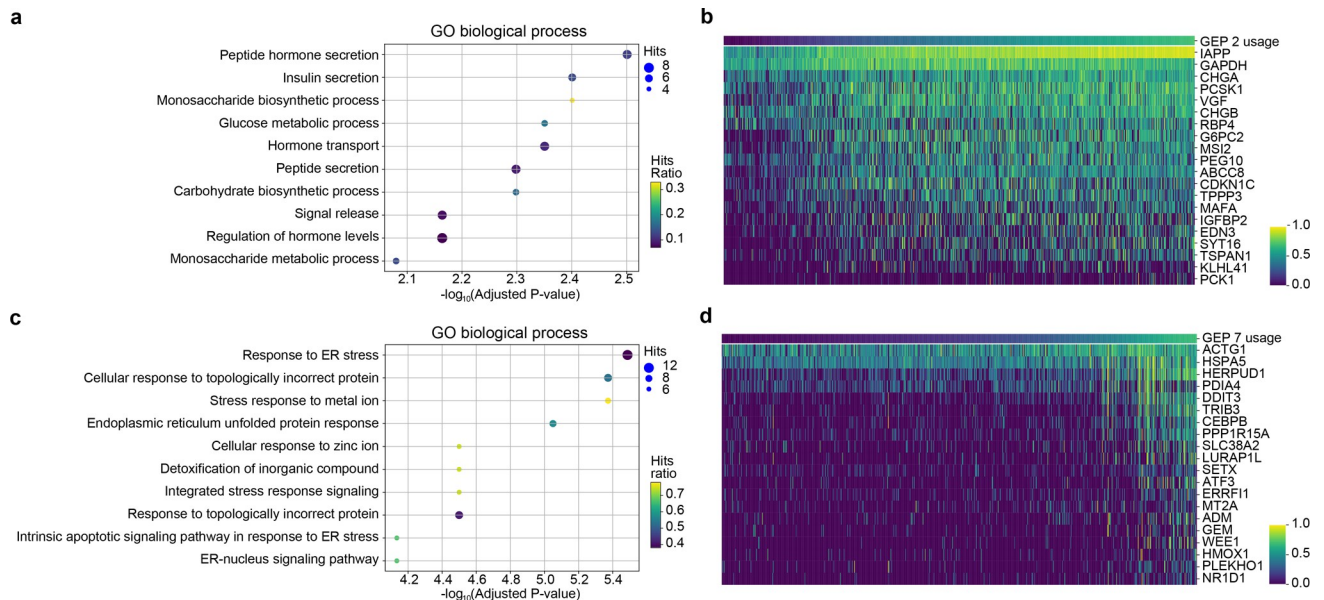 a
GO biological process
Peptide hormone secretion
Insulin secretion
Monosaccharide biosynthetic process
Glucose metabolic process
Hormone transport
Peptide secretion
Carbohydrate biosynthetic process
Signal release
Regulation of hormone levels
Monosaccharide metabolic process
2.1 2.2 2.2 2.3 2.4 2.5
-log10(Adjusted P-value)
Hits
8
6
4
Hits
Ratio
0.3
0.2
0.1
b
GEP 2 usage
IAPP
GAPDH
CHGA
PCSK1
VGF
CHGB
RBP4
G6PC2
MSI2
PEG10
ABCC8
CDKN1C
TPPP3
MAFA
IGFBP2
EDN3
SYT16
TSPAN1
KLHL41
PCK1
1.0
0.5
0.0
c
GO biological process
Response to ER stress
Cellular response to topologically incorrect protein
Stress response to metal ion
Endoplasmic reticulum unfolded protein response
Cellular response to zinc ion
Detoxification of inorganic compound
Integrated stress response signaling
Response to topologically incorrect protein
Intrinsic apoptotic signaling pathway in response to ER stress
ER-nucleus signaling pathway
4.2 4.4 4.6 4.8 5.0 5.2 5.4
-log10(Adjusted P-value)
Hits
12
8
6
Hits
ratio
0.7
0.6
0.5
0.4
d
GEP 7 usage
ACTG1
HSPA5
HERPUD1
PDIA4
DDIT3
TRIB3
CEBPB
PPP1R15A
SLC38A2
LURAP1L
SETX
ATF3
ERRFI1
MT2A
ADM
GEM
WEE1
HMOX1
PLEKHO1
NR1D1
1.0
0.5
0.0